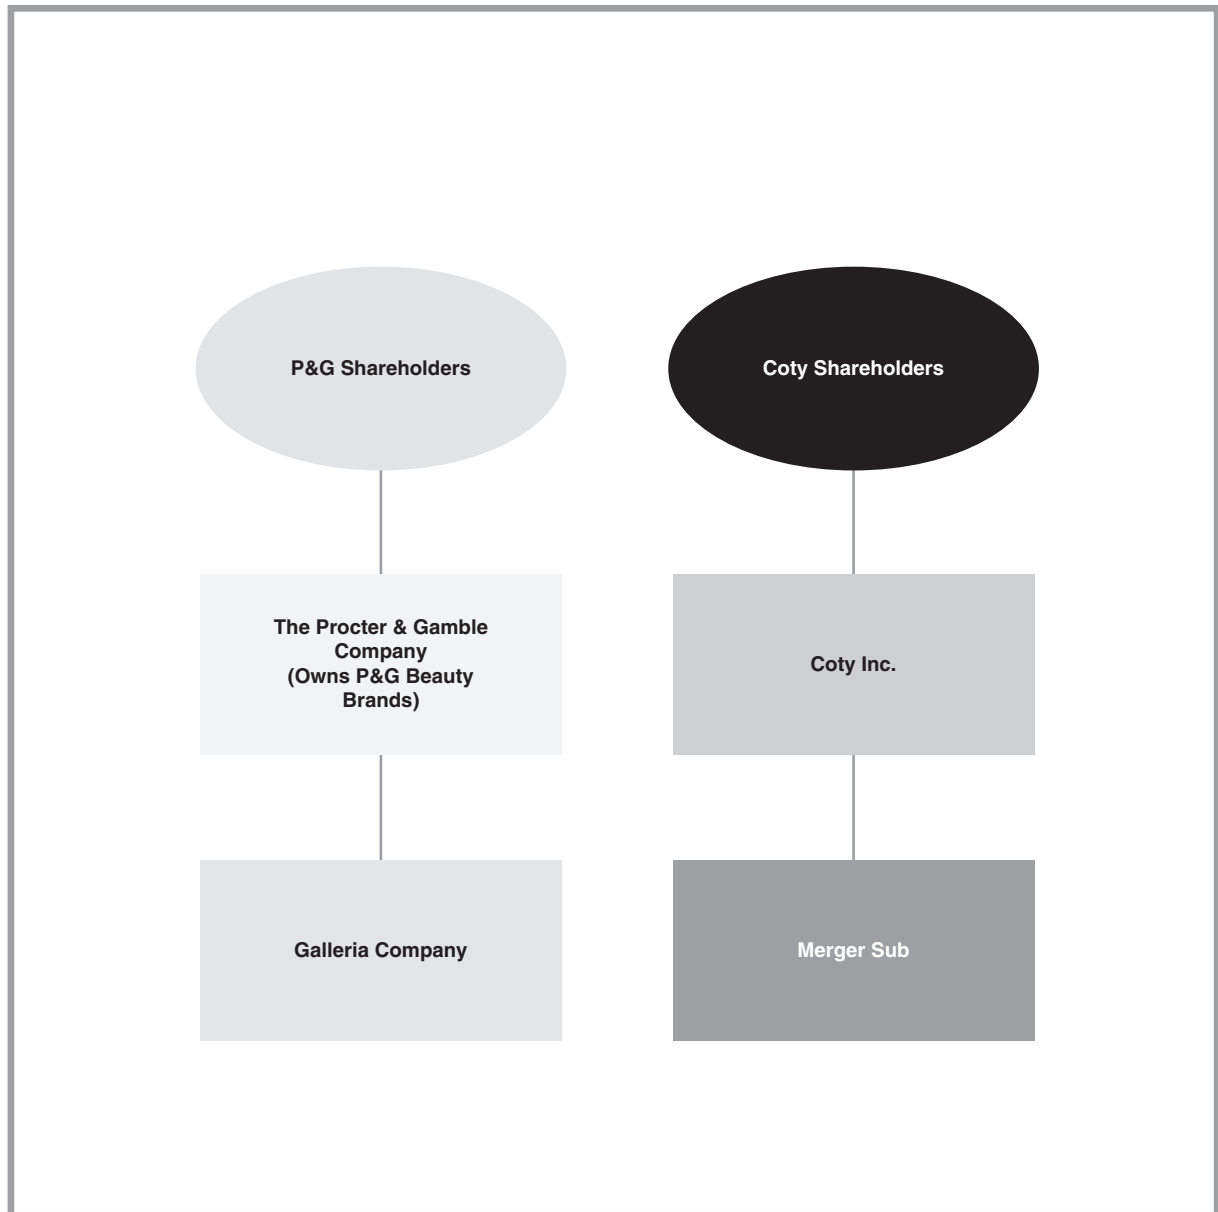 P&G Shareholders
Coty Shareholders
The Procter & Gamble
Company
(Owns P&G Beauty
Brands)
Coty Inc.
Galleria Company
Merger Sub